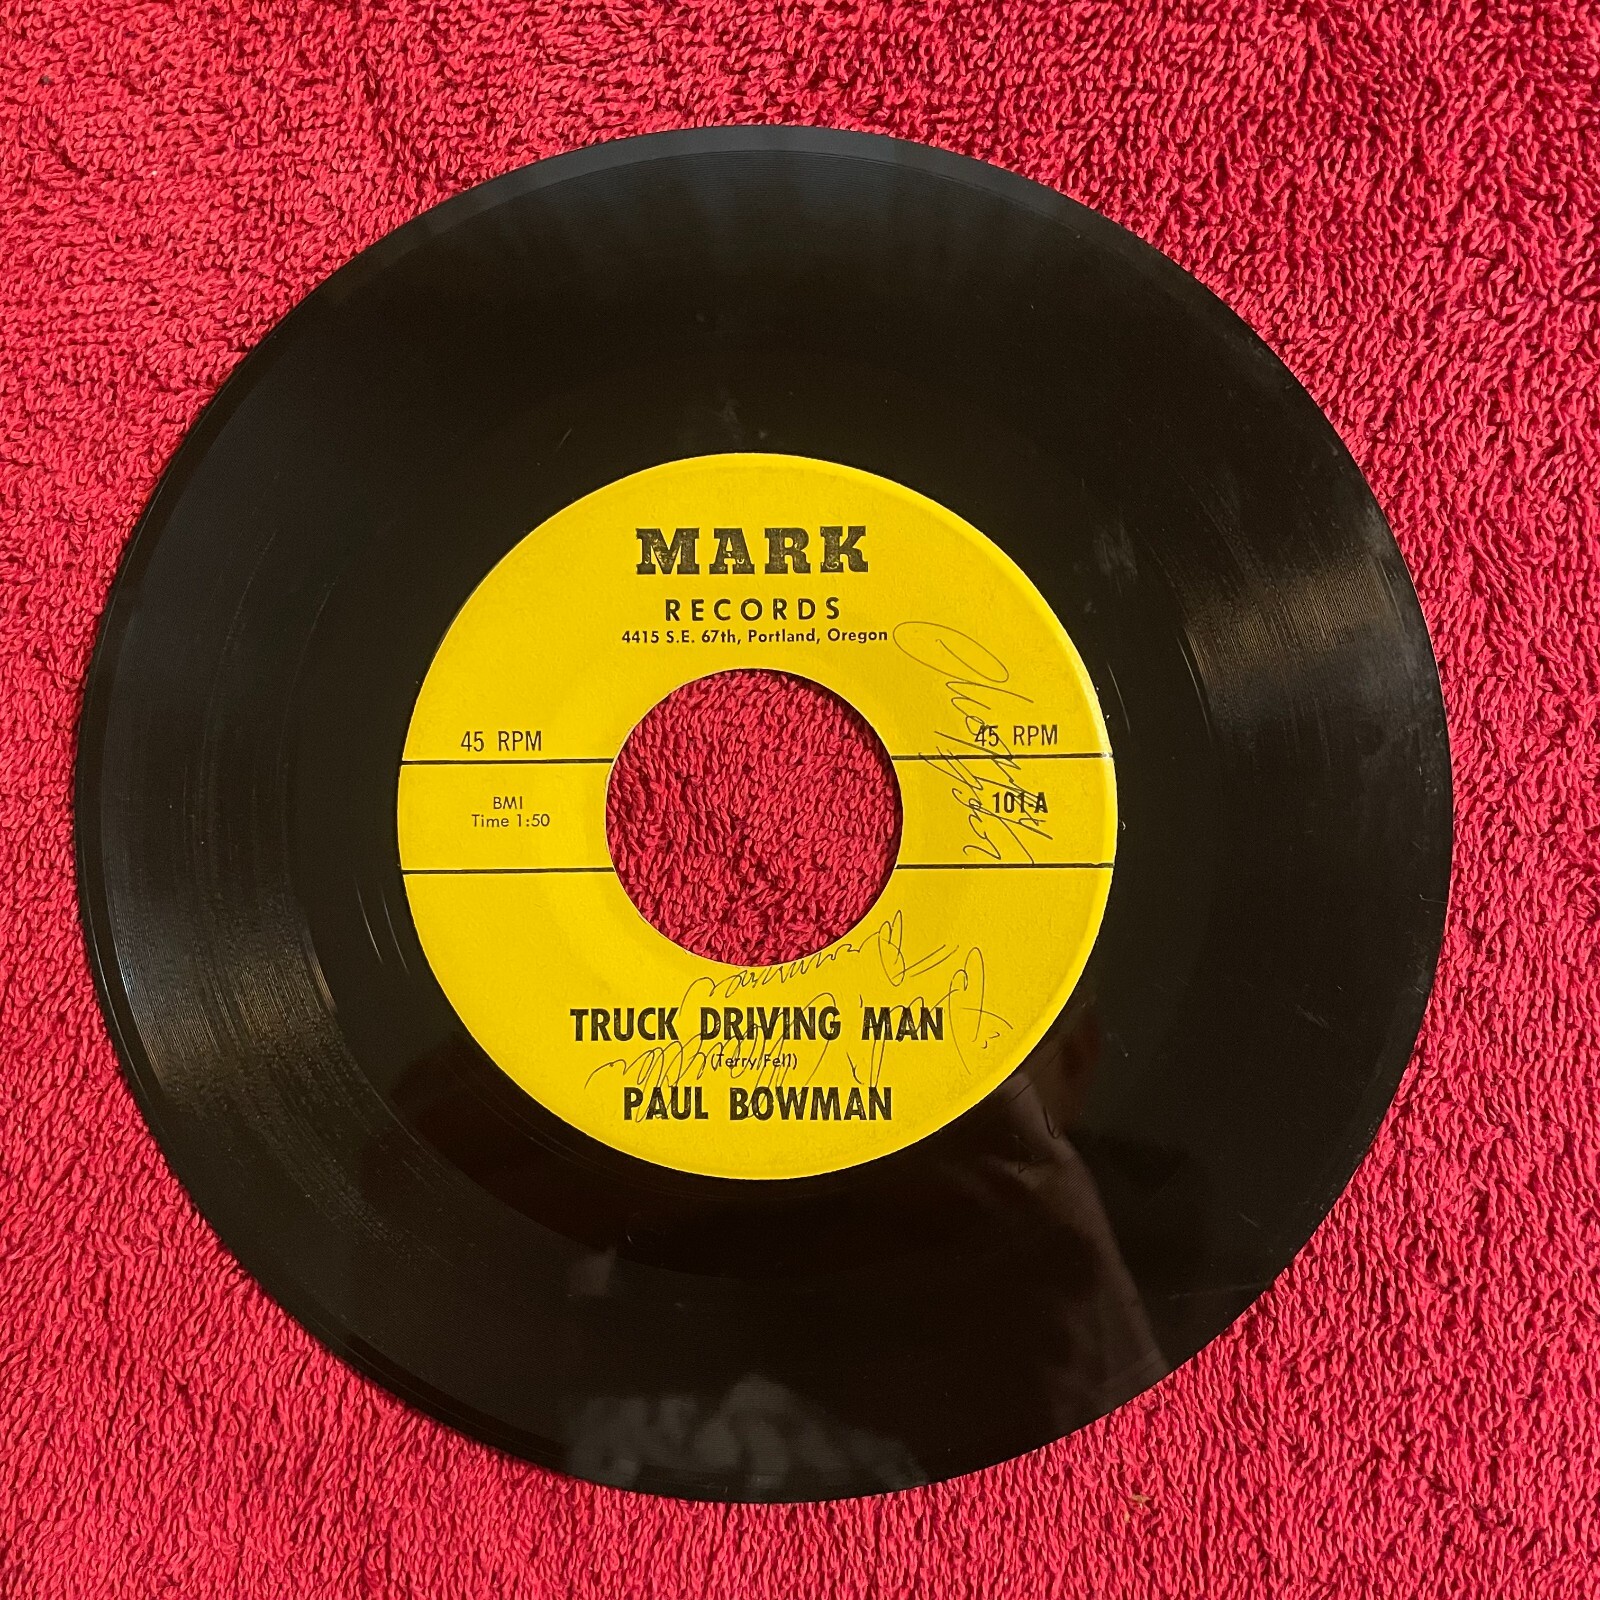 MARK
RECORDS
4415 S.E. 67th, Portland, Oregon
45 RPM
45 RPM
BMI
Time 1:50
101-A
TRUCK DRIVING MAN
(Terry Fell)
PAUL BOWMAN